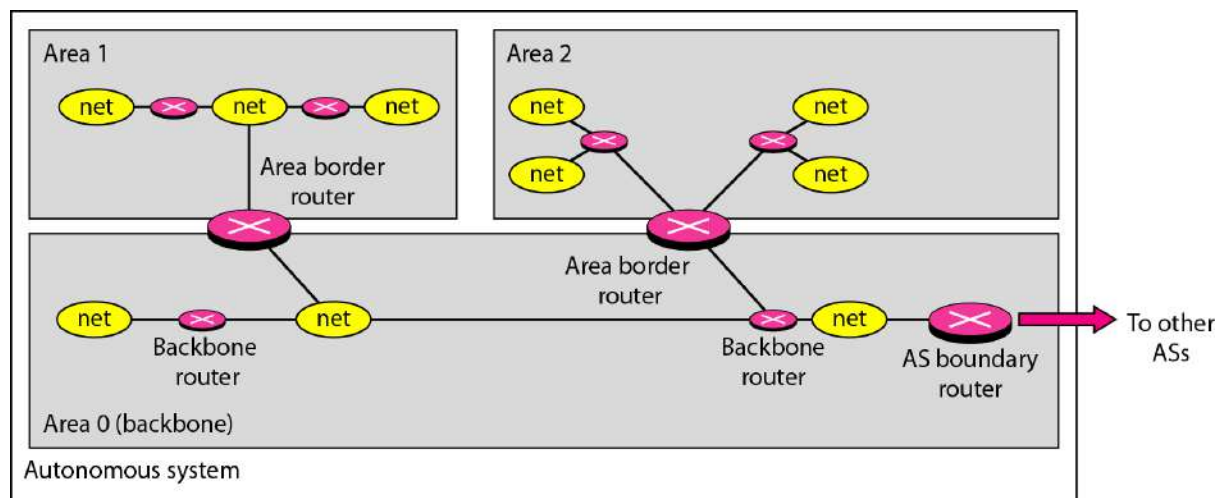 Area 1
net
net
net
Area border
router
Area 2
net
net
net
net
Area border
router
net
Backbone
router
net
Backbone
router
net
AS boundary
router
To other
ASs
Area 0 (backbone)
Autonomous system